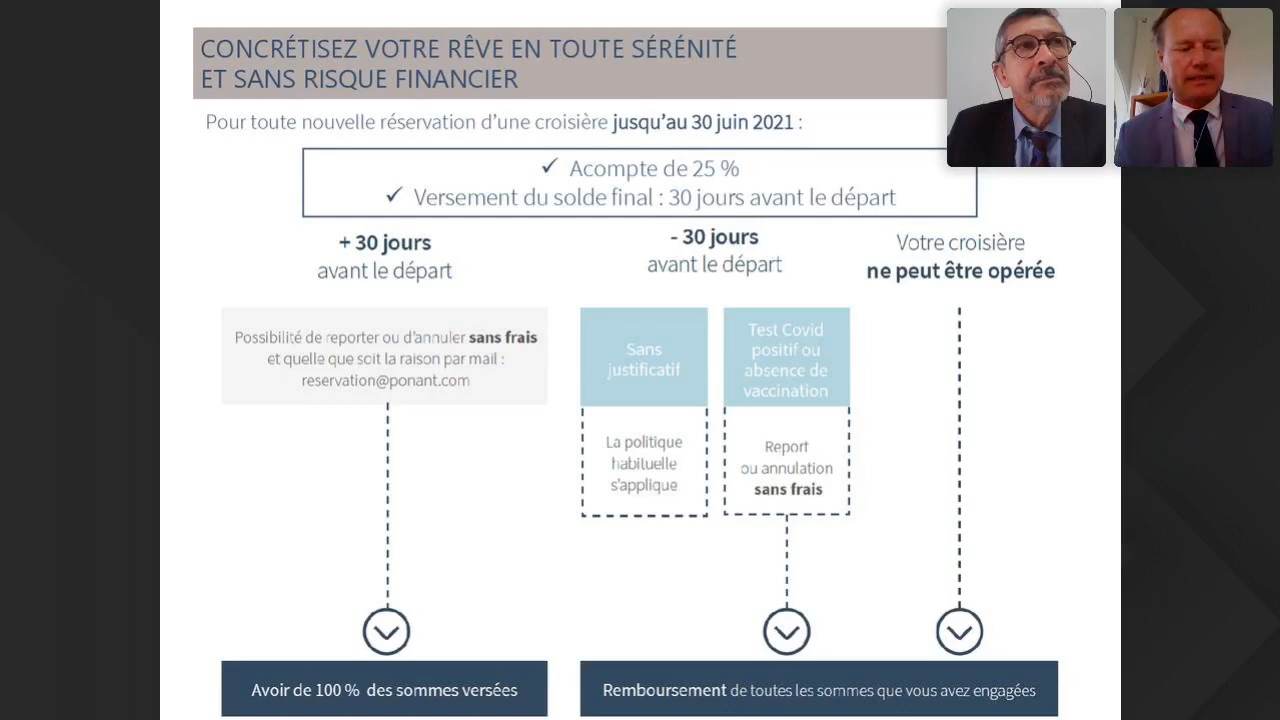 CONCRÉTISEZ VOTRE RÊVE EN TOUTE SÉRÉNITÉ
ET SANS RISQUE FINANCIER
Pour toute nouvelle réservation d'une croisière jusqu'au 30 juin 2021 :
✓ Acompte de 25 %
✓ Versement du solde final : 30 jours avant le départ
+ 30 jours
avant le départ
Possibilité de reporter ou d'annuler sans frais
et quelle que soit la raison par mail :
reservation@ponant.com
Avoir de 100 % des sommes versées
- 30 jours
avant le départ
Sans
justificatif
La politique
habituelle
s'applique
Test Covid
positif ou
absence de
vaccination
Report
ou annulation
sans frais
Votre croisière
ne peut être opérée
Remboursement de toutes les sommes que vous avez engagées